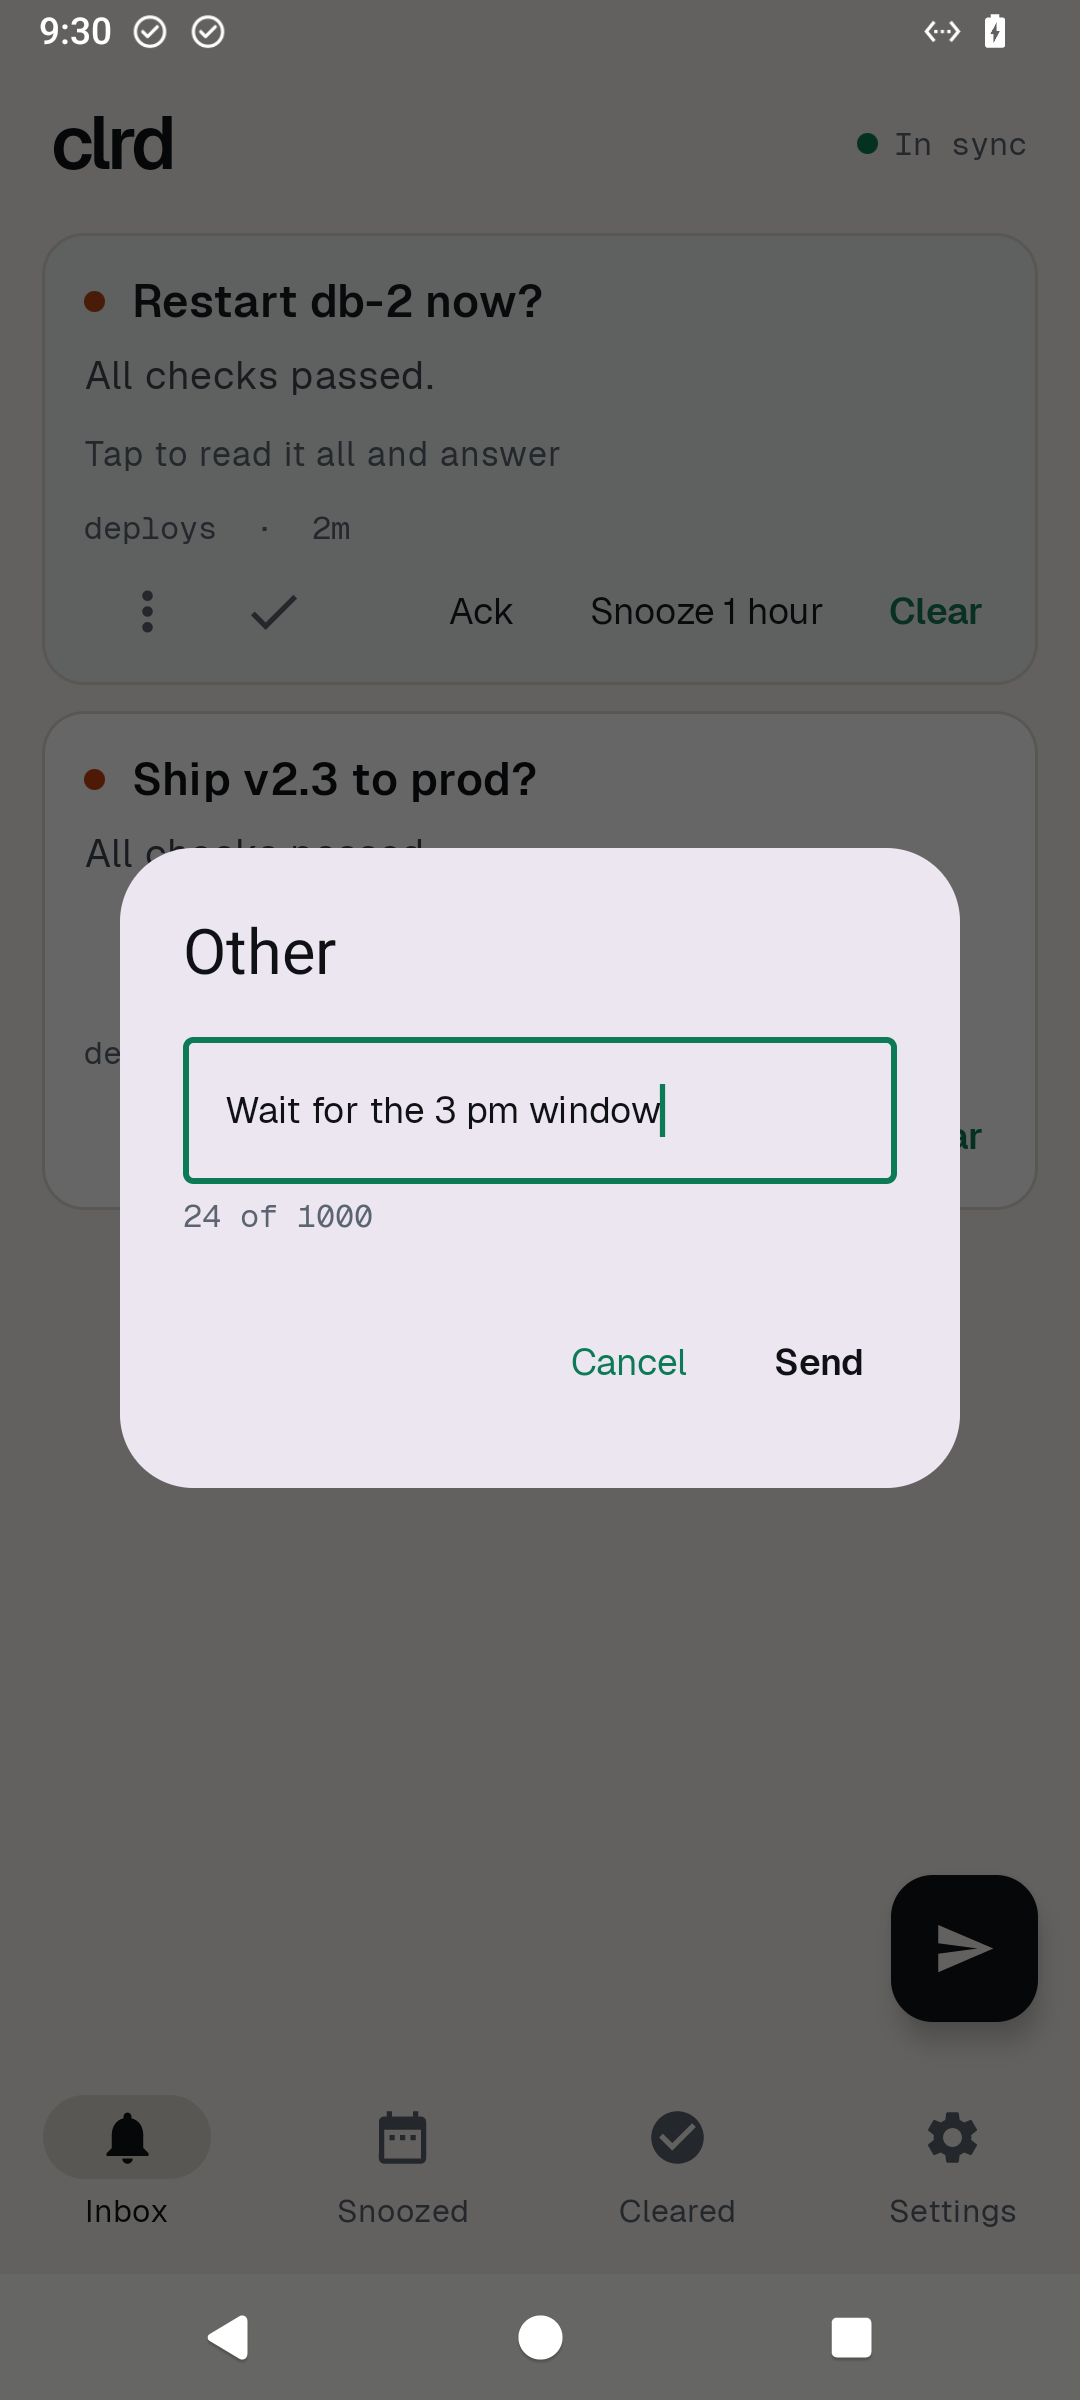 9:30
clrd
In sync
Restart db-2 now?
All checks passed.
Tap to read it all and answer
deploys · 2m
Ack Snooze 1 hour Clear
Ship v2.3 to prod?
All
Other
Wait for the 3 pm window
24 of 1000
Cancel Send
Inbox Snoozed Cleared Settings